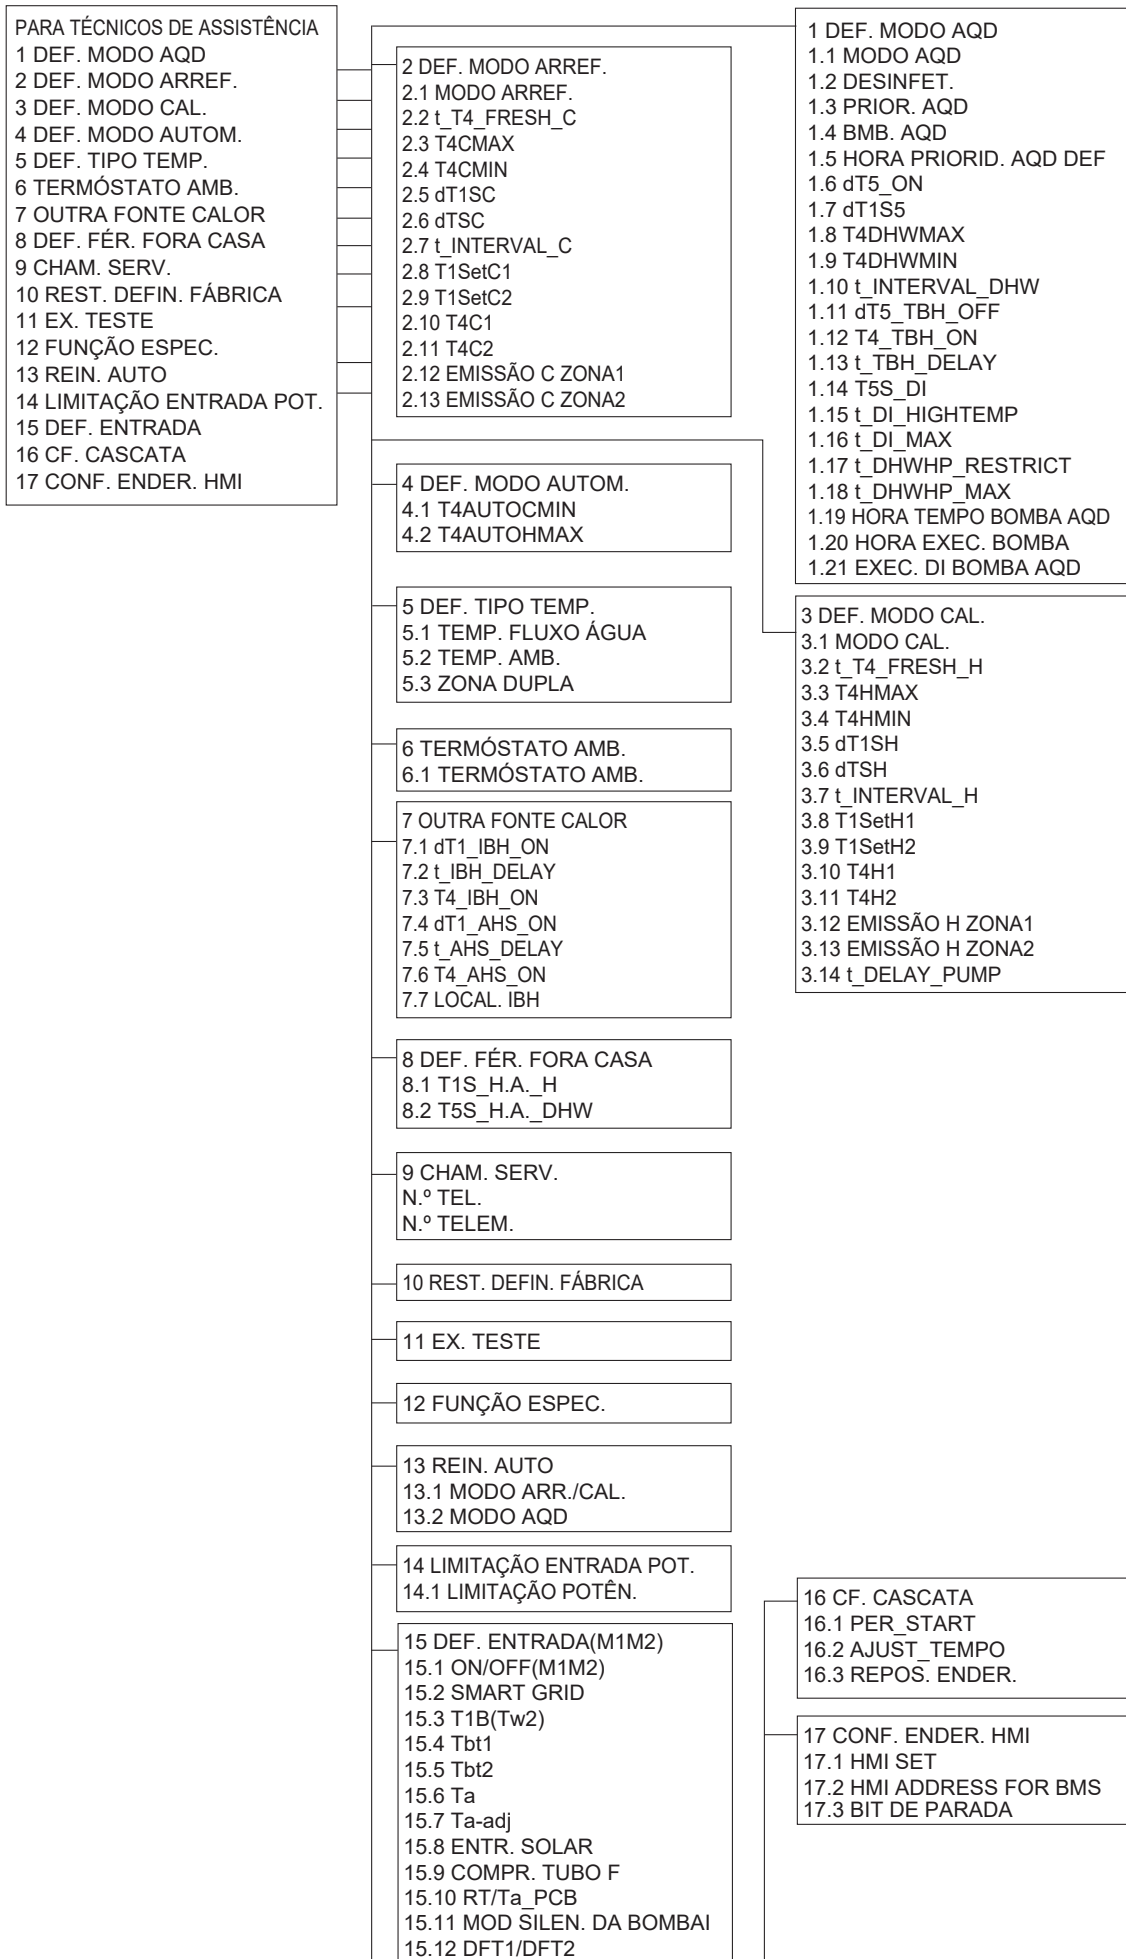 PARA TÉCNICOS DE ASSISTÊNCIA
1 DEF. MODO AQD
2 DEF. MODO ARREF.
3 DEF. MODO CAL.
4 DEF. MODO AUTOM.
5 DEF. TIPO TEMP.
6 TERMÓSTATO AMB.
7 OUTRA FONTE CALOR
8 DEF. FÉR. FORA CASA
9 CHAM. SERV.
10 REST. DEFIN. FÁBRICA
11 EX. TESTE
12 FUNÇÃO ESPEC.
13 REIN. AUTO
14 LIMITAÇÃO ENTRADA POT.
15 DEF. ENTRADA
16 CF. CASCATA
17 CONF. ENDER. HMI
2 DEF. MODO ARREF.
2.1 MODO ARREF.
2.2 t_T4_FRESH_C
2.3 T4CMAX
2.4 T4CMIN
2.5 dT1SC
2.6 dTSC
2.7 t_INTERVAL_C
2.8 T1SetC1
2.9 T1SetC2
2.10 T4C1
2.11 T4C2
2.12 EMISSÃO C ZONA1
2.13 EMISSÃO C ZONA2
4 DEF. MODO AUTOM.
4.1 T4AUTOCMIN
4.2 T4AUTOHMAX
5 DEF. TIPO TEMP.
5.1 TEMP. FLUXO ÁGUA
5.2 TEMP. AMB.
5.3 ZONA DUPLA
6 TERMÓSTATO AMB.
6.1 TERMÓSTATO AMB.
7 OUTRA FONTE CALOR
7.1 dT1_IBH_ON
7.2 t_IBH_DELAY
7.3 T4_IBH_ON
7.4 dT1_AHS_ON
7.5 t_AHS_DELAY
7.6 T4_AHS_ON
7.7 LOCAL. IBH
8 DEF. FÉR. FORA CASA
8.1 T1S_H.A._H
8.2 T5S_H.A._DHW
9 CHAM. SERV.
N.º TEL.
N.º TELEM.
10 REST. DEFIN. FÁBRICA
11 EX. TESTE
12 FUNÇÃO ESPEC.
13 REIN. AUTO
13.1 MODO ARR./CAL.
13.2 MODO AQD
14 LIMITAÇÃO ENTRADA POT.
14.1 LIMITAÇÃO POTÊN.
15 DEF. ENTRADA(M1M2)
15.1 ON/OFF(M1M2)
15.2 SMART GRID
15.3 T1B(Tw2)
15.4 Tbt1
15.5 Tbt2
15.6 Ta
15.7 Ta-adj
15.8 ENTR. SOLAR
15.9 COMPR. TUBO F
15.10 RT/Ta_PCB
15.11 MOD SILEN. DA BOMBAI
15.12 DFT1/DFT2
1 DEF. MODO AQD
1.1 MODO AQD
1.2 DESINFET.
1.3 PRIOR. AQD
1.4 BMB. AQD
1.5 HORA PRIORID. AQD DEF
1.6 dT5_ON
1.7 dT1S5
1.8 T4DHWMAX
1.9 T4DHWMIN
1.10 t_INTERVAL_DHW
1.11 dT5_TBH_OFF
1.12 T4_TBH_ON
1.13 t_TBH_DELAY
1.14 T5S_DI
1.15 t_DI_HIGHTEMP
1.16 t_DI_MAX
1.17 t_DHWHP_RESTRICT
1.18 t_DHWHP_MAX
1.19 HORA TEMPO BOMBA AQD
1.20 HORA EXEC. BOMBA
1.21 EXEC. DI BOMBA AQD
3 DEF. MODO CAL.
3.1 MODO CAL.
3.2 t_T4_FRESH_H
3.3 T4HMAX
3.4 T4HMIN
3.5 dT1SH
3.6 dTSH
3.7 t_INTERVAL_H
3.8 T1SetH1
3.9 T1SetH2
3.10 T4H1
3.11 T4H2
3.12 EMISSÃO H ZONA1
3.13 EMISSÃO H ZONA2
3.14 t_DELAY_PUMP
16 CF. CASCATA
16.1 PER_START
16.2 AJUST_TEMPO
16.3 REPOS. ENDER.
17 CONF. ENDER. HMI
17.1 HMI SET
17.2 HMI ADDRESS FOR BMS
17.3 BIT DE PARADA